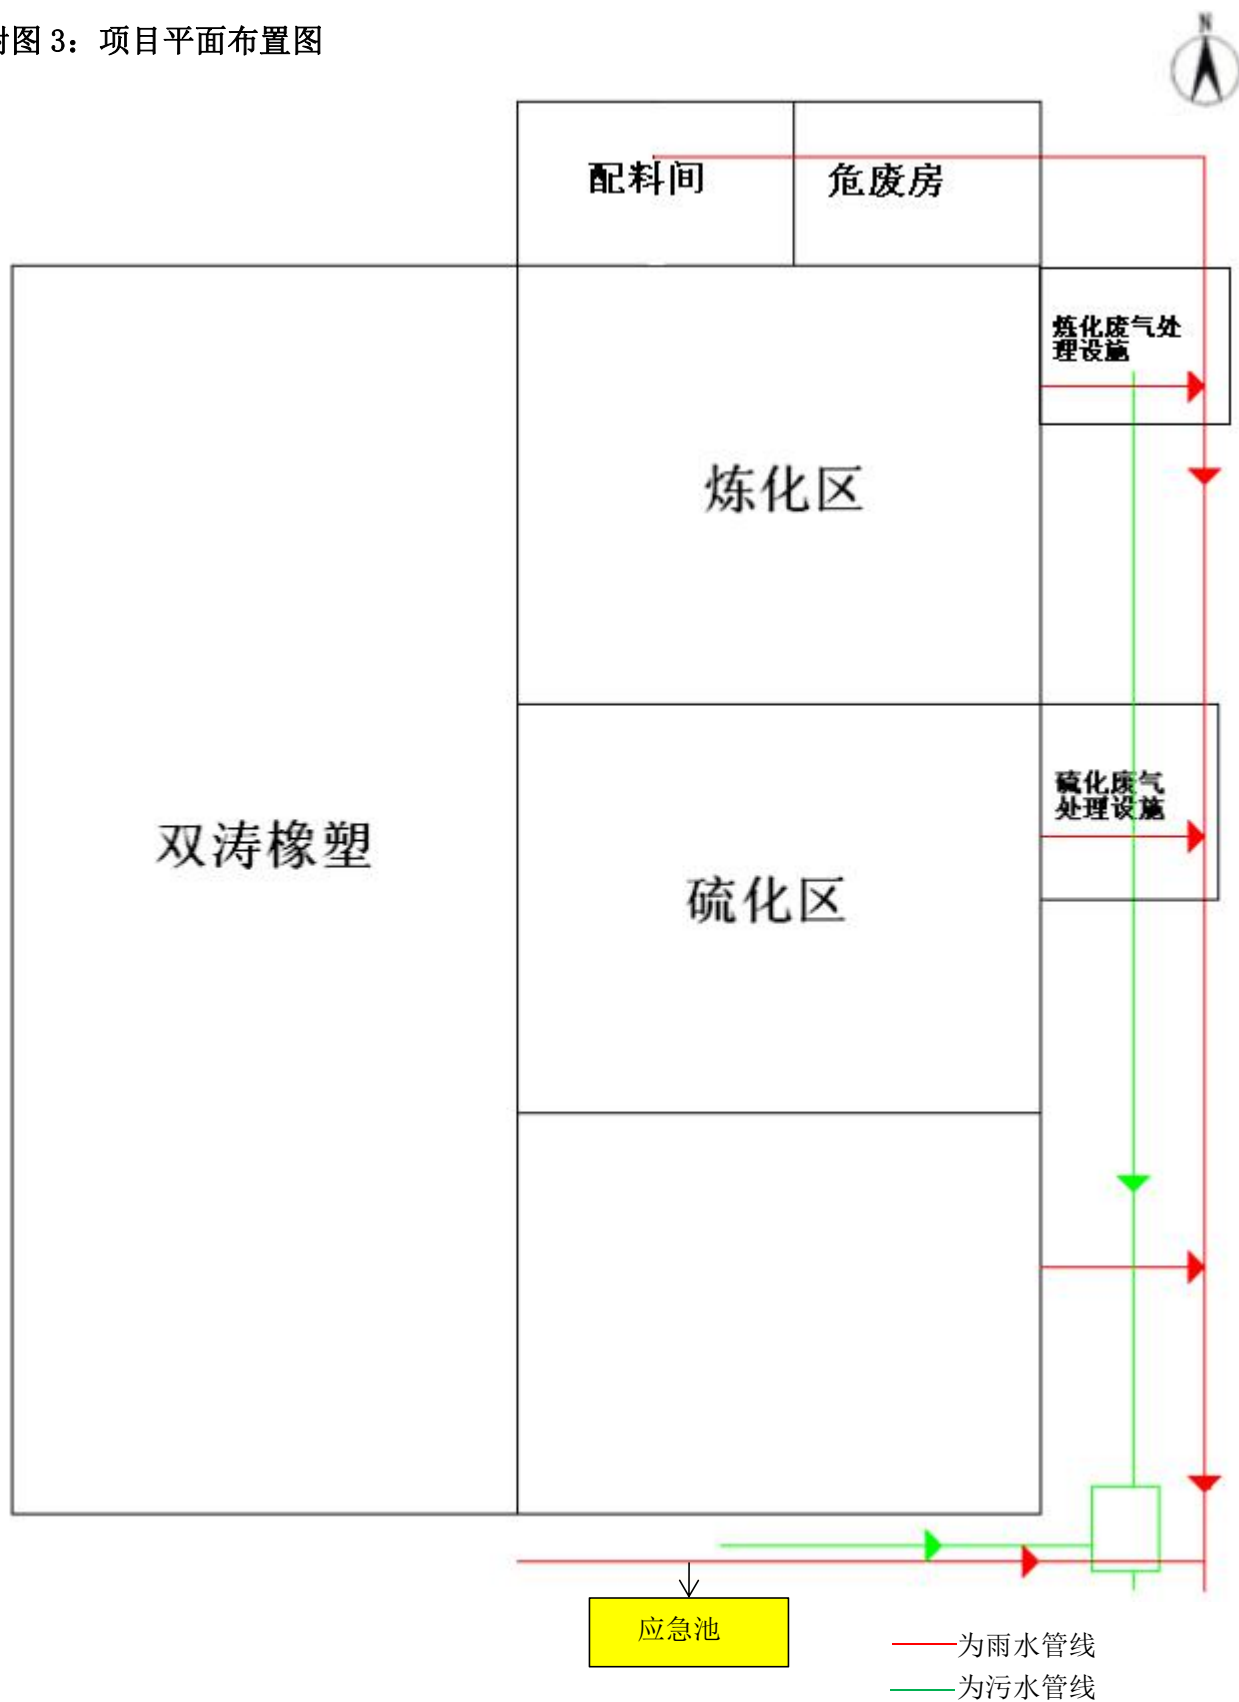 附图 3：项目平面布置图
N
配料间
危废房
炼化废气处
理设施
炼化区
硫化废气
处理设施
双涛橡塑
硫化区
应急池
为雨水管线
为污水管线